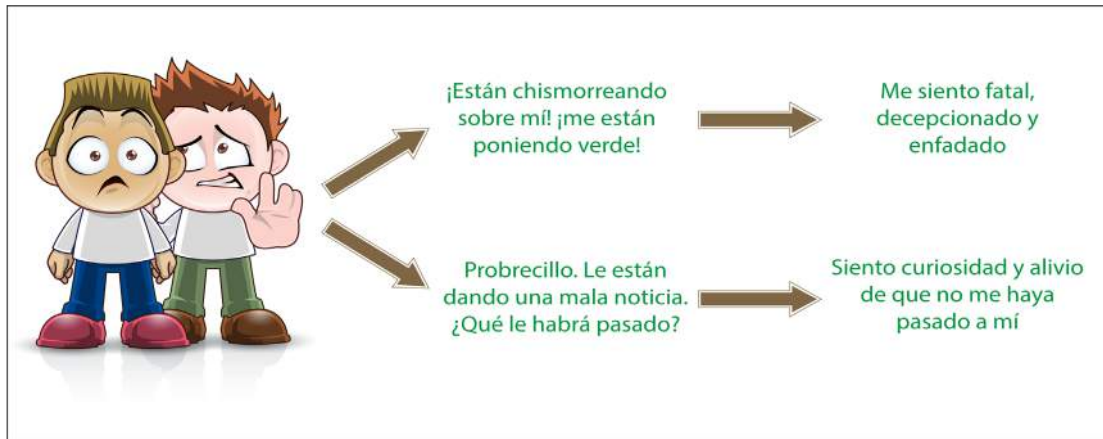 ¡Están chismorreando
sobre mí! ¡me están
poniendo verde!
Me siento fatal,
decepcionado y
enfadado
Probrecillo. Le están
dando una mala noticia.
¿Qué le habrá pasado?
Siento curiosidad y alivio
de que no me haya
pasado a mí